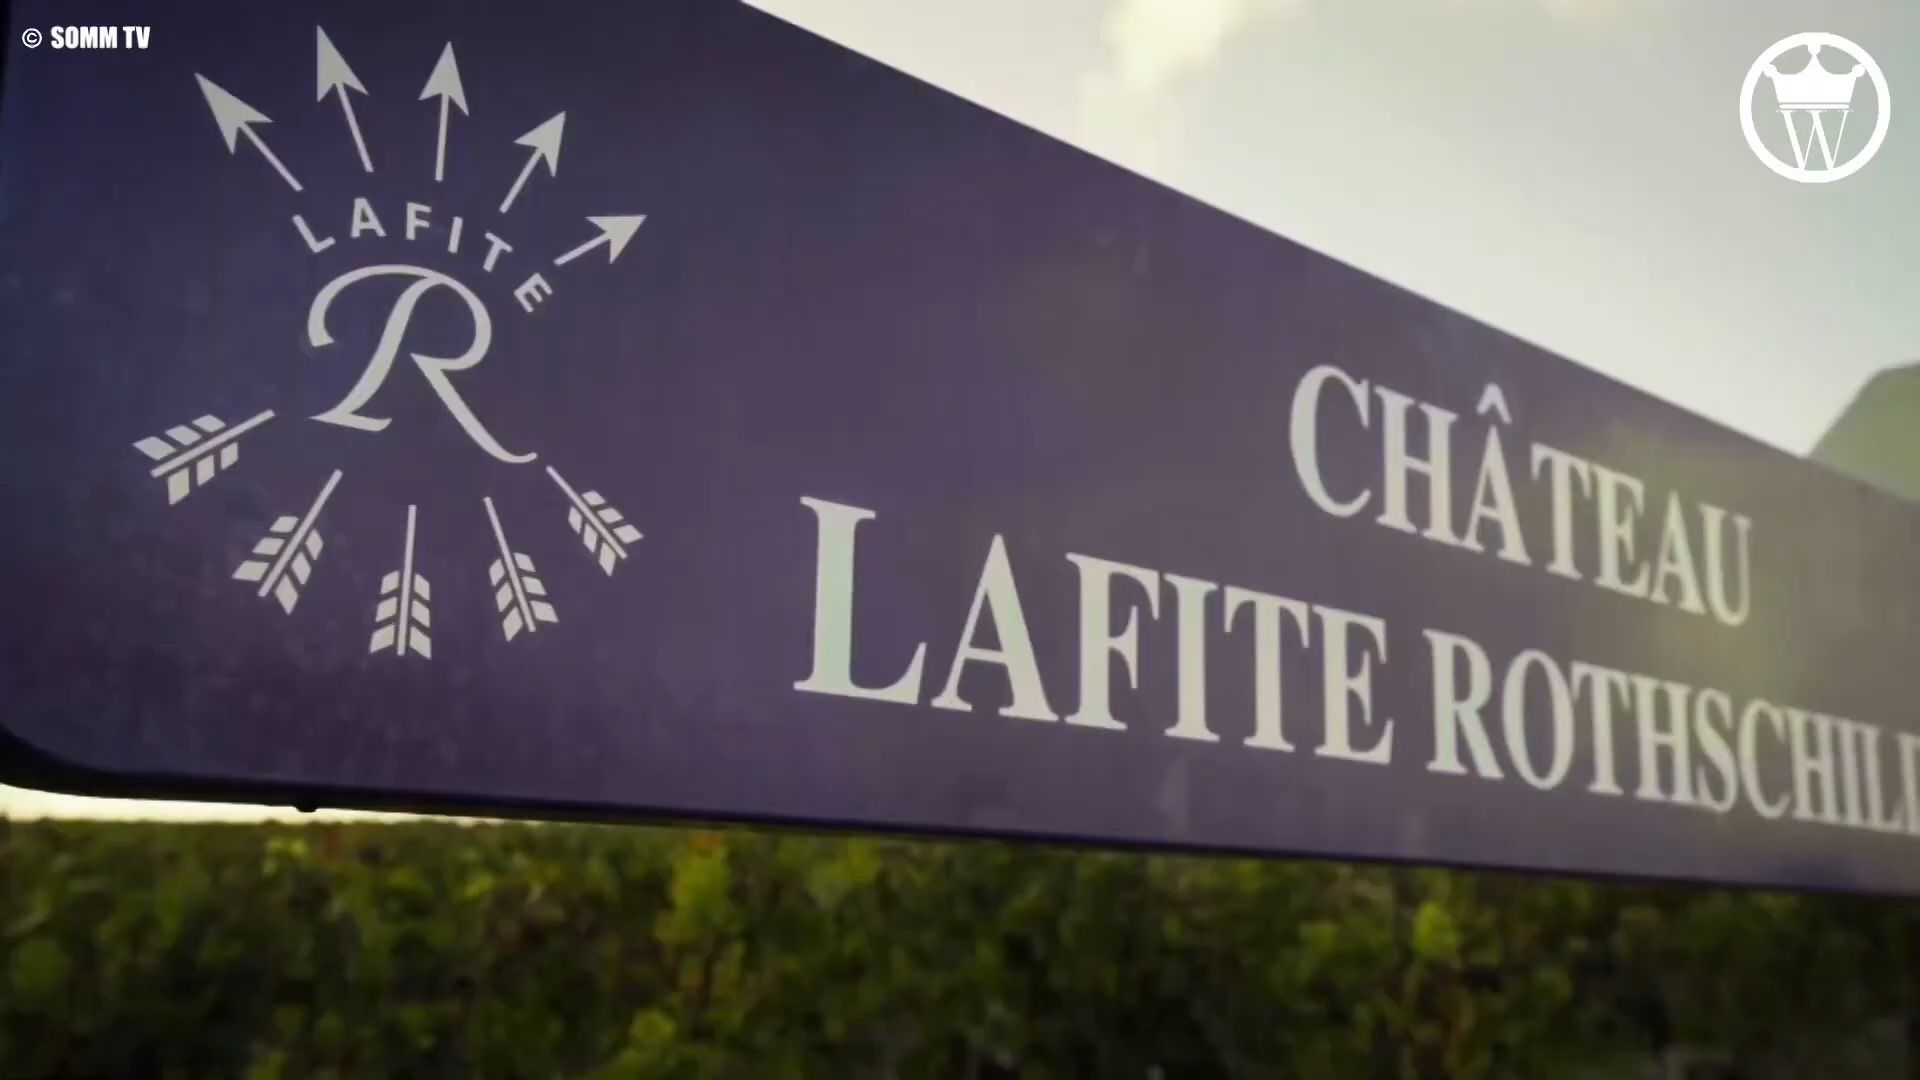 © SOMM TV
W
LAFITE
R
CHÂTEAU
LAFITE ROTHSCHILD